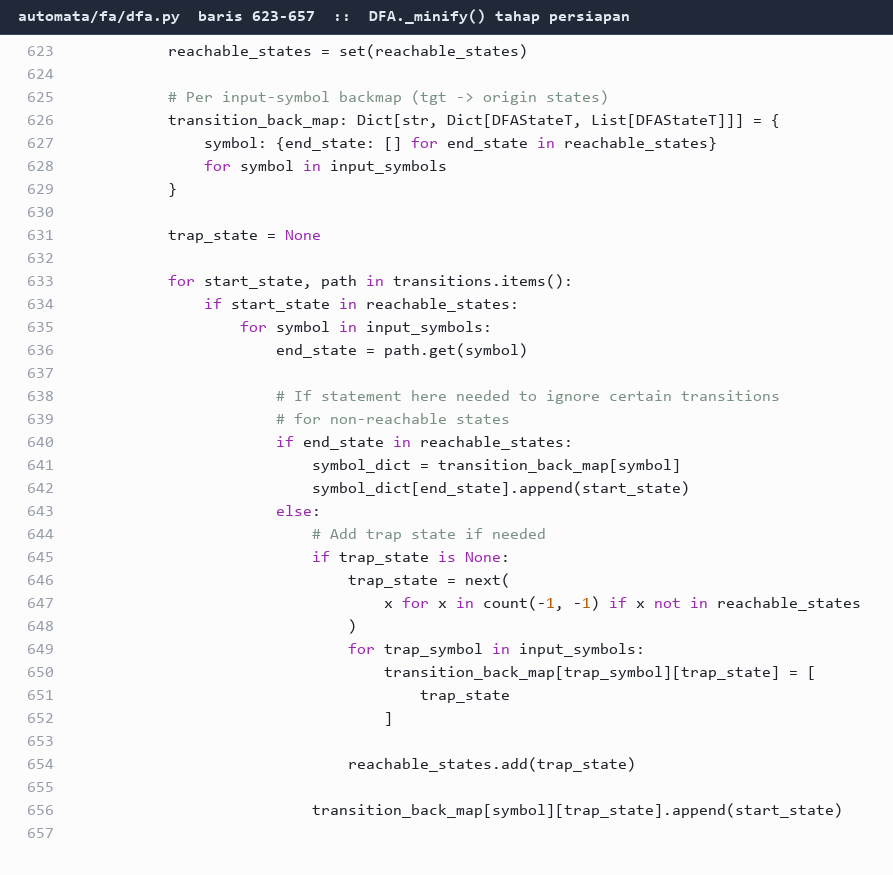 automata/fa/dfa.py  baris 623-657  ::  DFA._minify() tahap persiapan
623             reachable_states = set(reachable_states)
624
625             # Per input-symbol backmap (tgt -> origin states)
626             transition_back_map: Dict[str, Dict[DFAStateT, List[DFAStateT]]] = {
627                 symbol: {end_state: [] for end_state in reachable_states}
628                 for symbol in input_symbols
629             }
630
631             trap_state = None
632
633             for start_state, path in transitions.items():
634                 if start_state in reachable_states:
635                     for symbol in input_symbols:
636                         end_state = path.get(symbol)
637
638                         # If statement here needed to ignore certain transitions
639                         # for non-reachable states
640                         if end_state in reachable_states:
641                             symbol_dict = transition_back_map[symbol]
642                             symbol_dict[end_state].append(start_state)
643                         else:
644                             # Add trap state if needed
645                             if trap_state is None:
646                                 trap_state = next(
647                                     x for x in count(-1, -1) if x not in reachable_states
648                                 )
649                                 for trap_symbol in input_symbols:
650                                     transition_back_map[trap_symbol][trap_state] = [
651                                         trap_state
652                                     ]
653
654                                 reachable_states.add(trap_state)
655
656                             transition_back_map[symbol][trap_state].append(start_state)
657